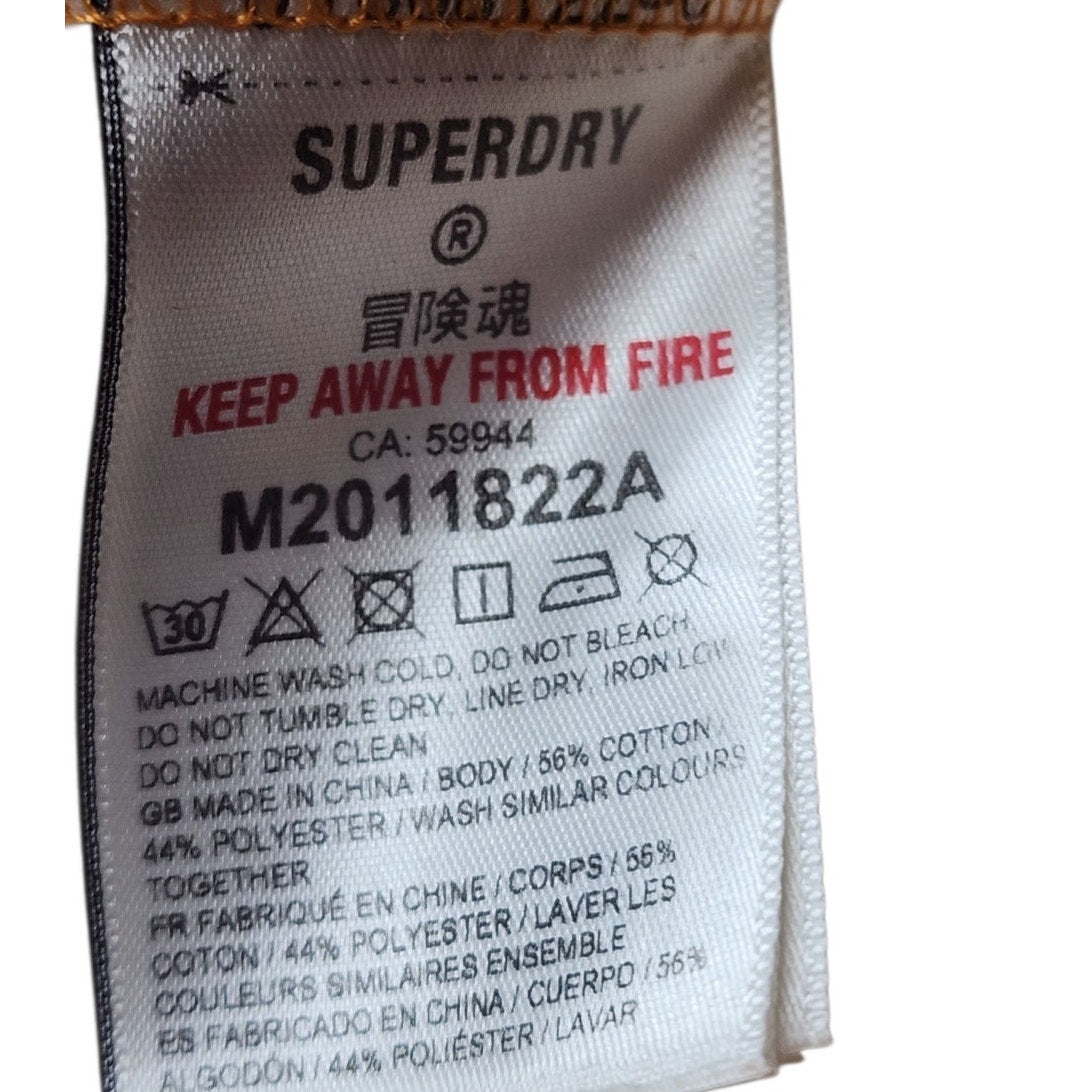 SUPERDRY
®
冒険魂
KEEP AWAY FROM FIRE
CA: 59944
M2011822A
30
MACHINE WASH COLD, DO NOT BLEACH,
DO NOT TUMBLE DRY, LINE DRY, IRON LOW
DO NOT DRY CLEAN
GB MADE IN CHINA / BODY / 56% COTTON /
44% POLYESTER / WASH SIMILAR COLOURS
TOGETHER
FR FABRIQUÉ EN CHINE / CORPS / 56%
COTON / 44% POLYESTER / LAVER LES
COULEURS SIMILAIRES ENSEMBLE
ES FABRICADO EN CHINA / CUERPO / 56%
ALGODÓN / 44% POLIÉSTER / LAVAR